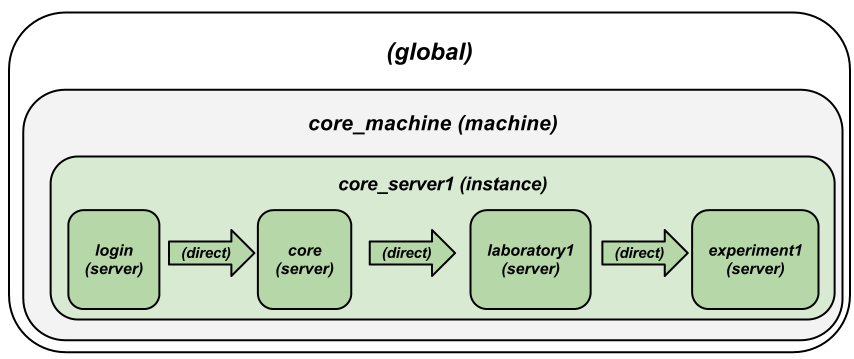 (global)
core_machine (machine)
core_server1 (instance)
login
(server)
(direct)
core
(server)
(direct)
laboratory1
(server)
(direct)
experiment1
(server)